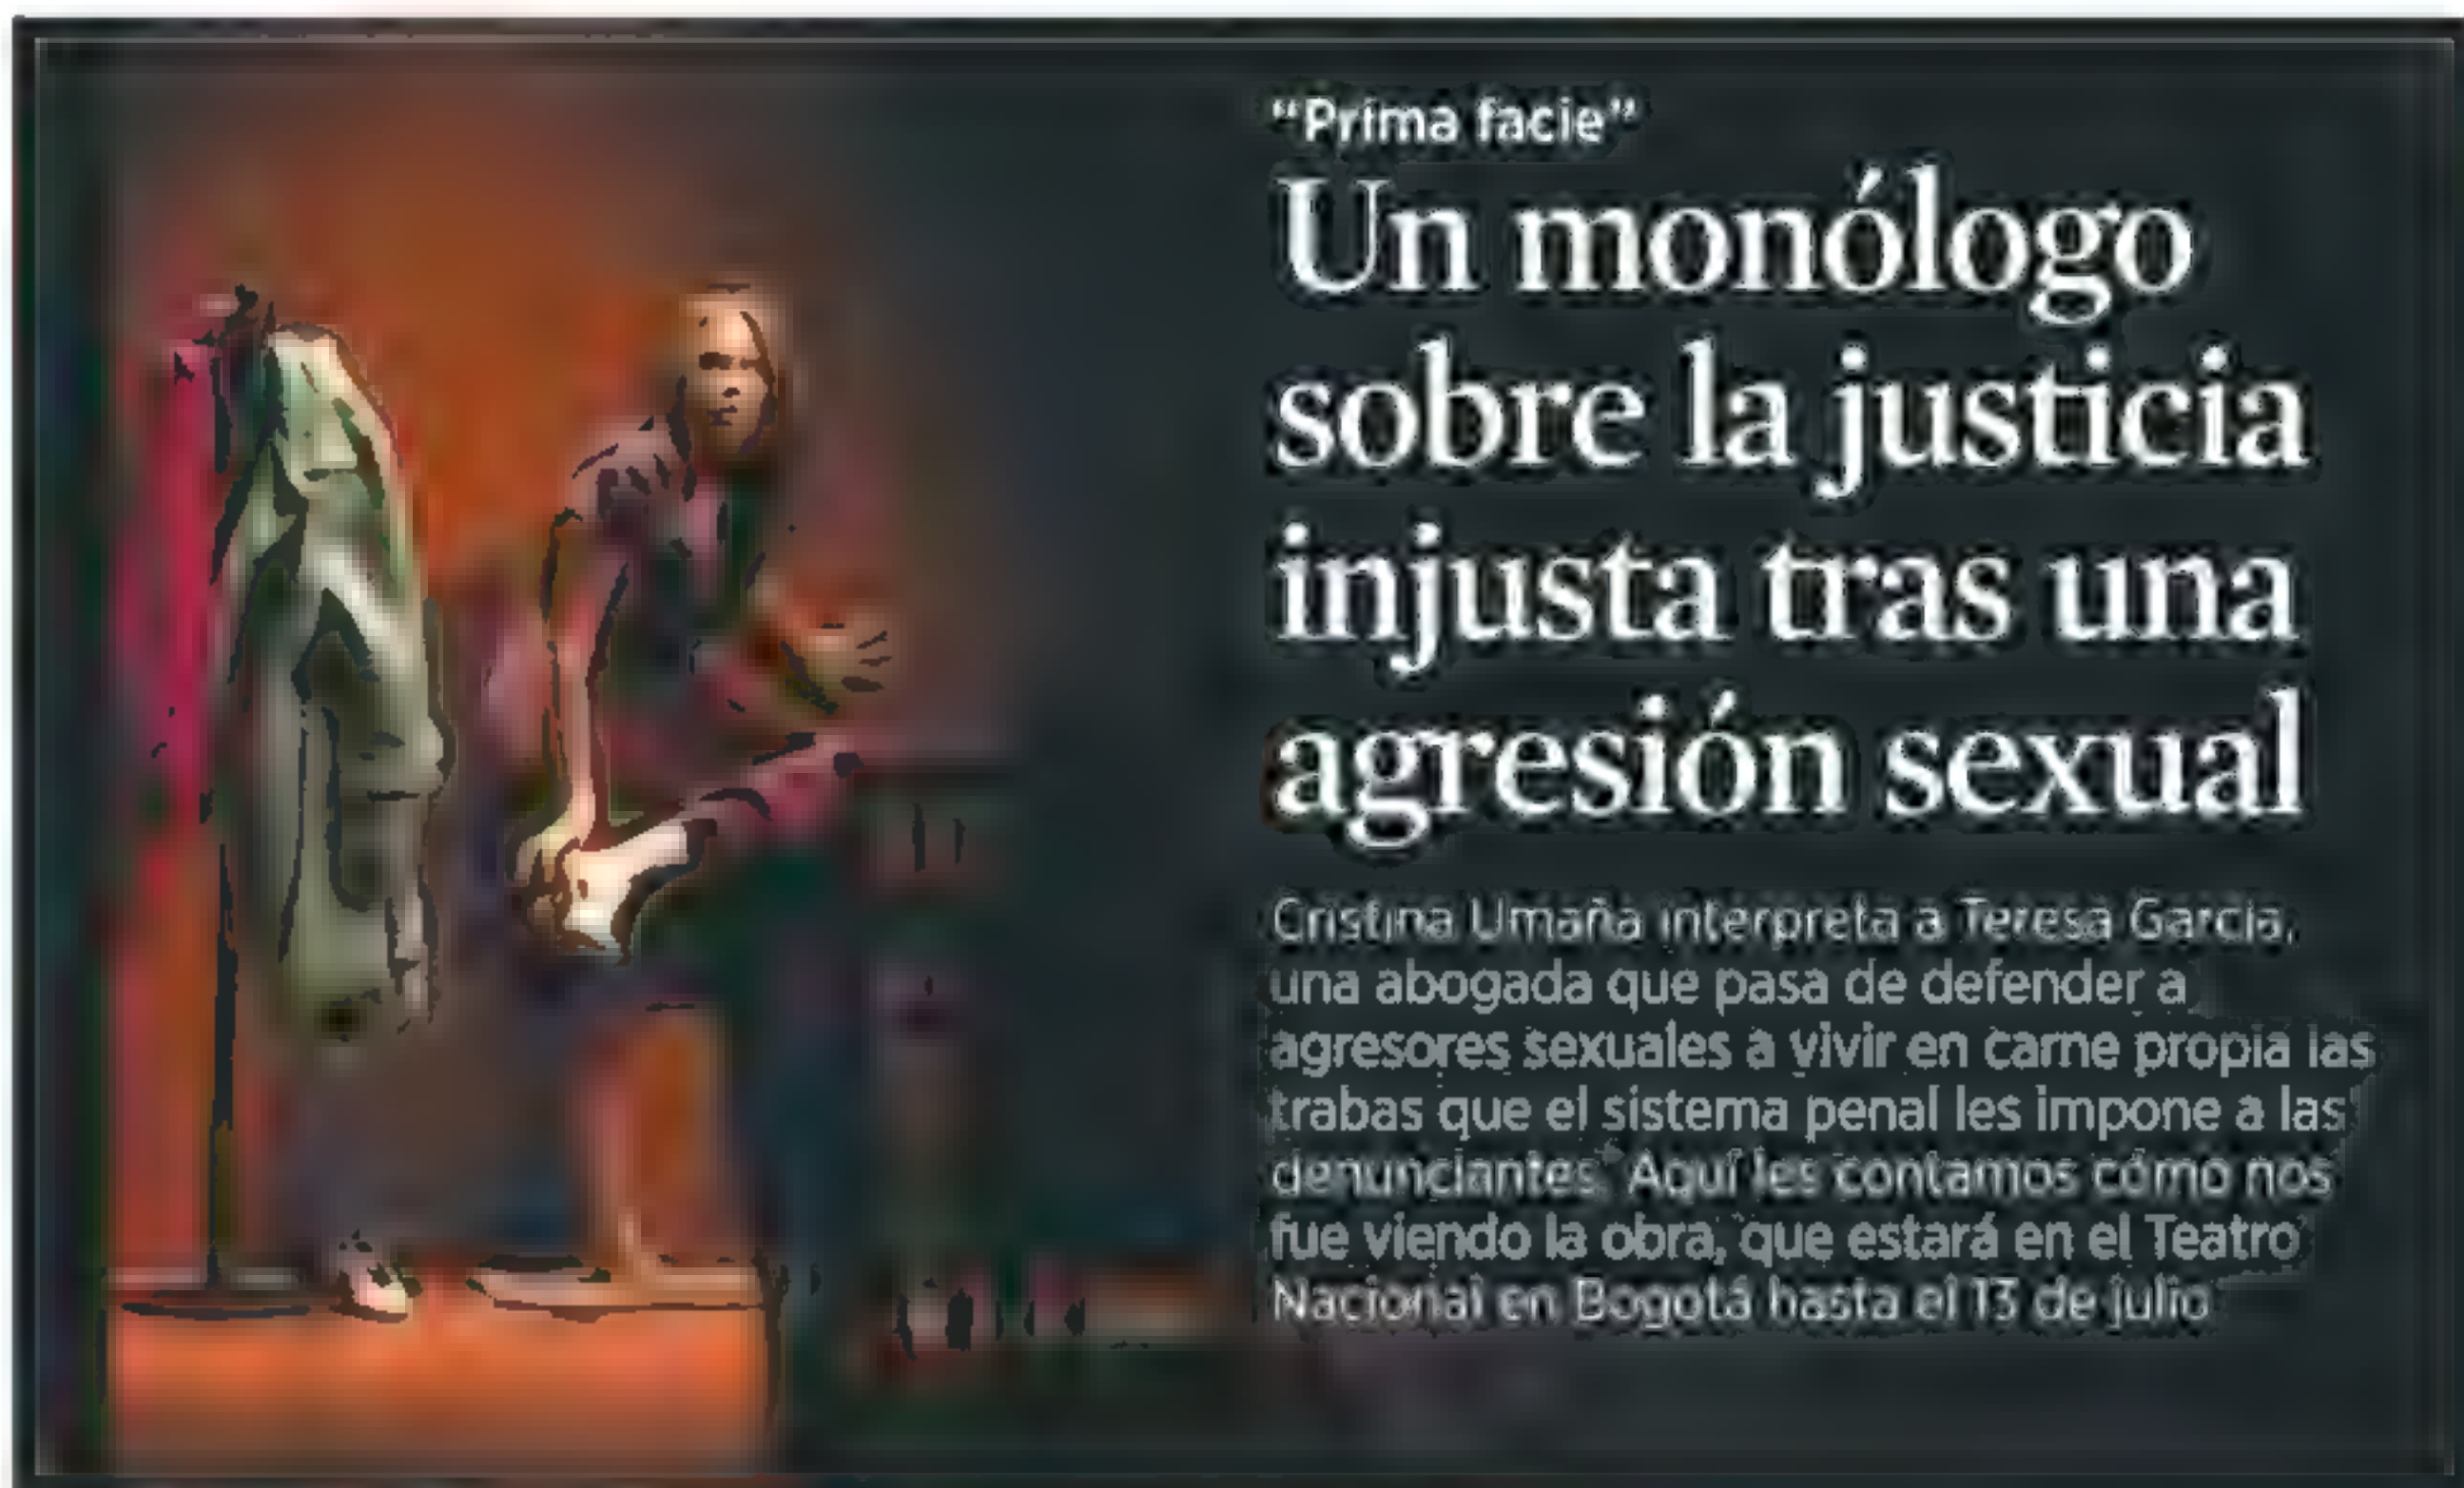 “Prima facie”
Un monólogo
sobre la justicia
injusta tras una
agresión sexual
Cristina Umaña interpreta a Teresa García,
una abogada que pasa de defender a
agresores sexuales a vivir en carne propia las
trabas que el sistema penal les impone a las
denunciantes. Aquí les contamos cómo nos
fue viendo la obra, que estará en el Teatro
Nacional en Bogotá hasta el 13 de julio